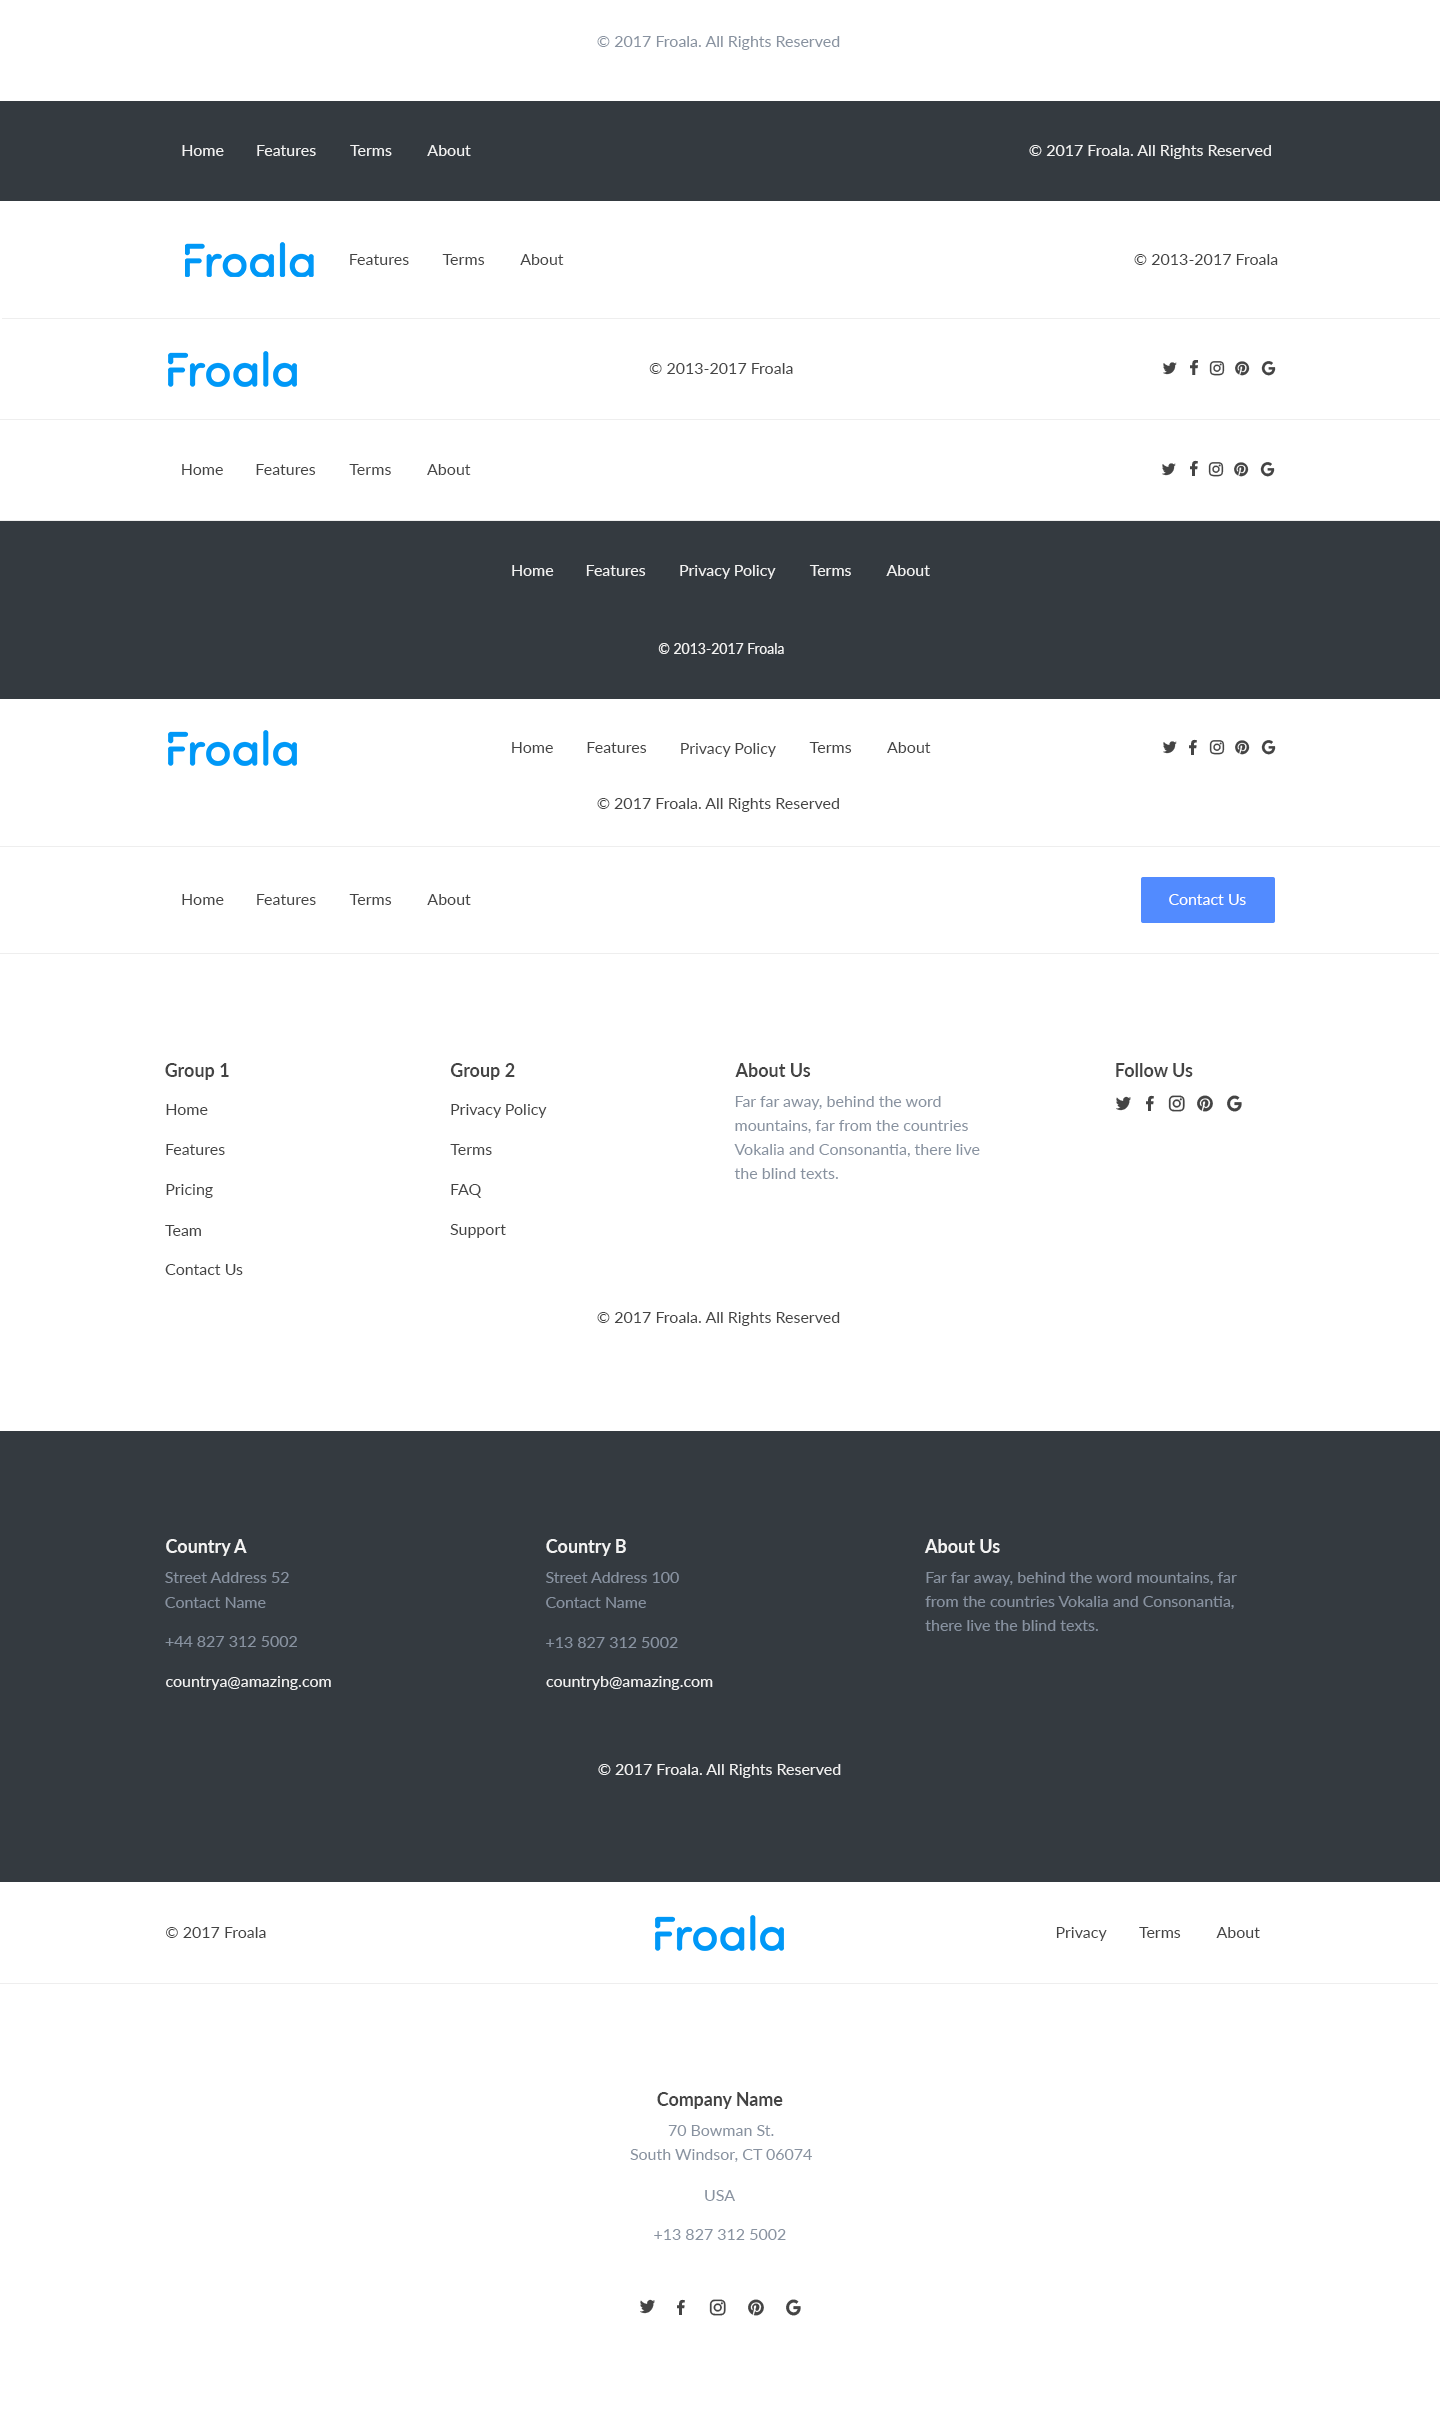 © 2017 Froala. All Rights Reserved
Home Features Terms About © 2017 Froala. All Rights Reserved
Froala Features Terms About © 2013-2017 Froala
Froala © 2013-2017 Froala
Home Features Terms About
Home Features Privacy Policy Terms About
© 2013-2017 Froala
Froala Home Features Privacy Policy Terms About
© 2017 Froala. All Rights Reserved
Home Features Terms About Contact Us
Group 1
Home
Features
Pricing
Team
Contact Us
Group 2
Privacy Policy
Terms
FAQ
Support
About Us
Far far away, behind the word
mountains, far from the countries
Vokalia and Consonantia, there live
the blind texts.
Follow Us
© 2017 Froala. All Rights Reserved
Country A
Street Address 52
Contact Name
+44 827 312 5002
countrya@amazing.com
Country B
Street Address 100
Contact Name
+13 827 312 5002
countryb@amazing.com
About Us
Far far away, behind the word mountains, far
from the countries Vokalia and Consonantia,
there live the blind texts.
© 2017 Froala. All Rights Reserved
© 2017 Froala Froala Privacy Terms About
Company Name
70 Bowman St.
South Windsor, CT 06074
USA
+13 827 312 5002